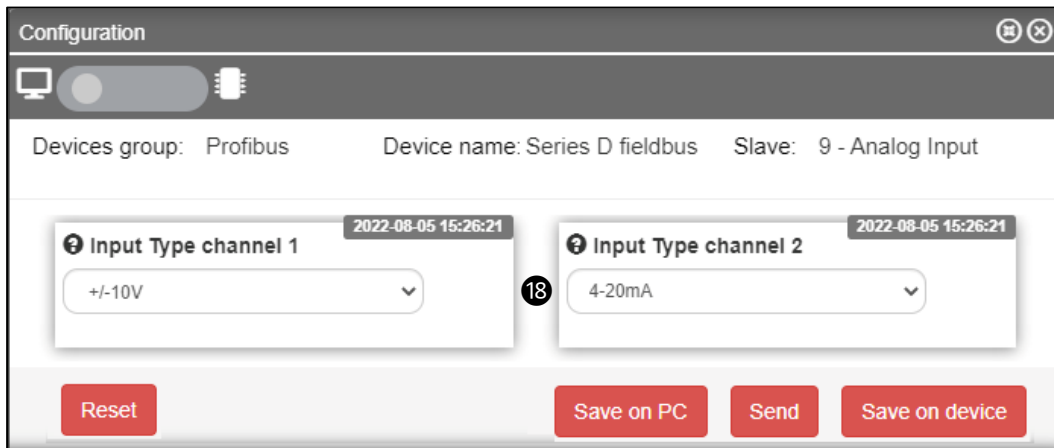 Configuration
Devices group: Profibus Device name: Series D fieldbus Slave: 9 - Analog Input
2022-08-05 15:26:21
Input Type channel 1
+/-10V
18
2022-08-05 15:26:21
Input Type channel 2
4-20mA
Reset Save on PC Send Save on device